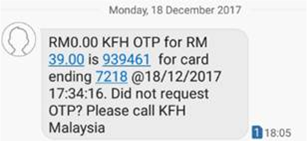 Monday, 18 December 2017
RM0.00 KFH OTP for RM
39.00 is 939461 for card
ending 7218 @18/12/2017
17:34:16. Did not request
OTP? Please call KFH
Malaysia
1 18:05